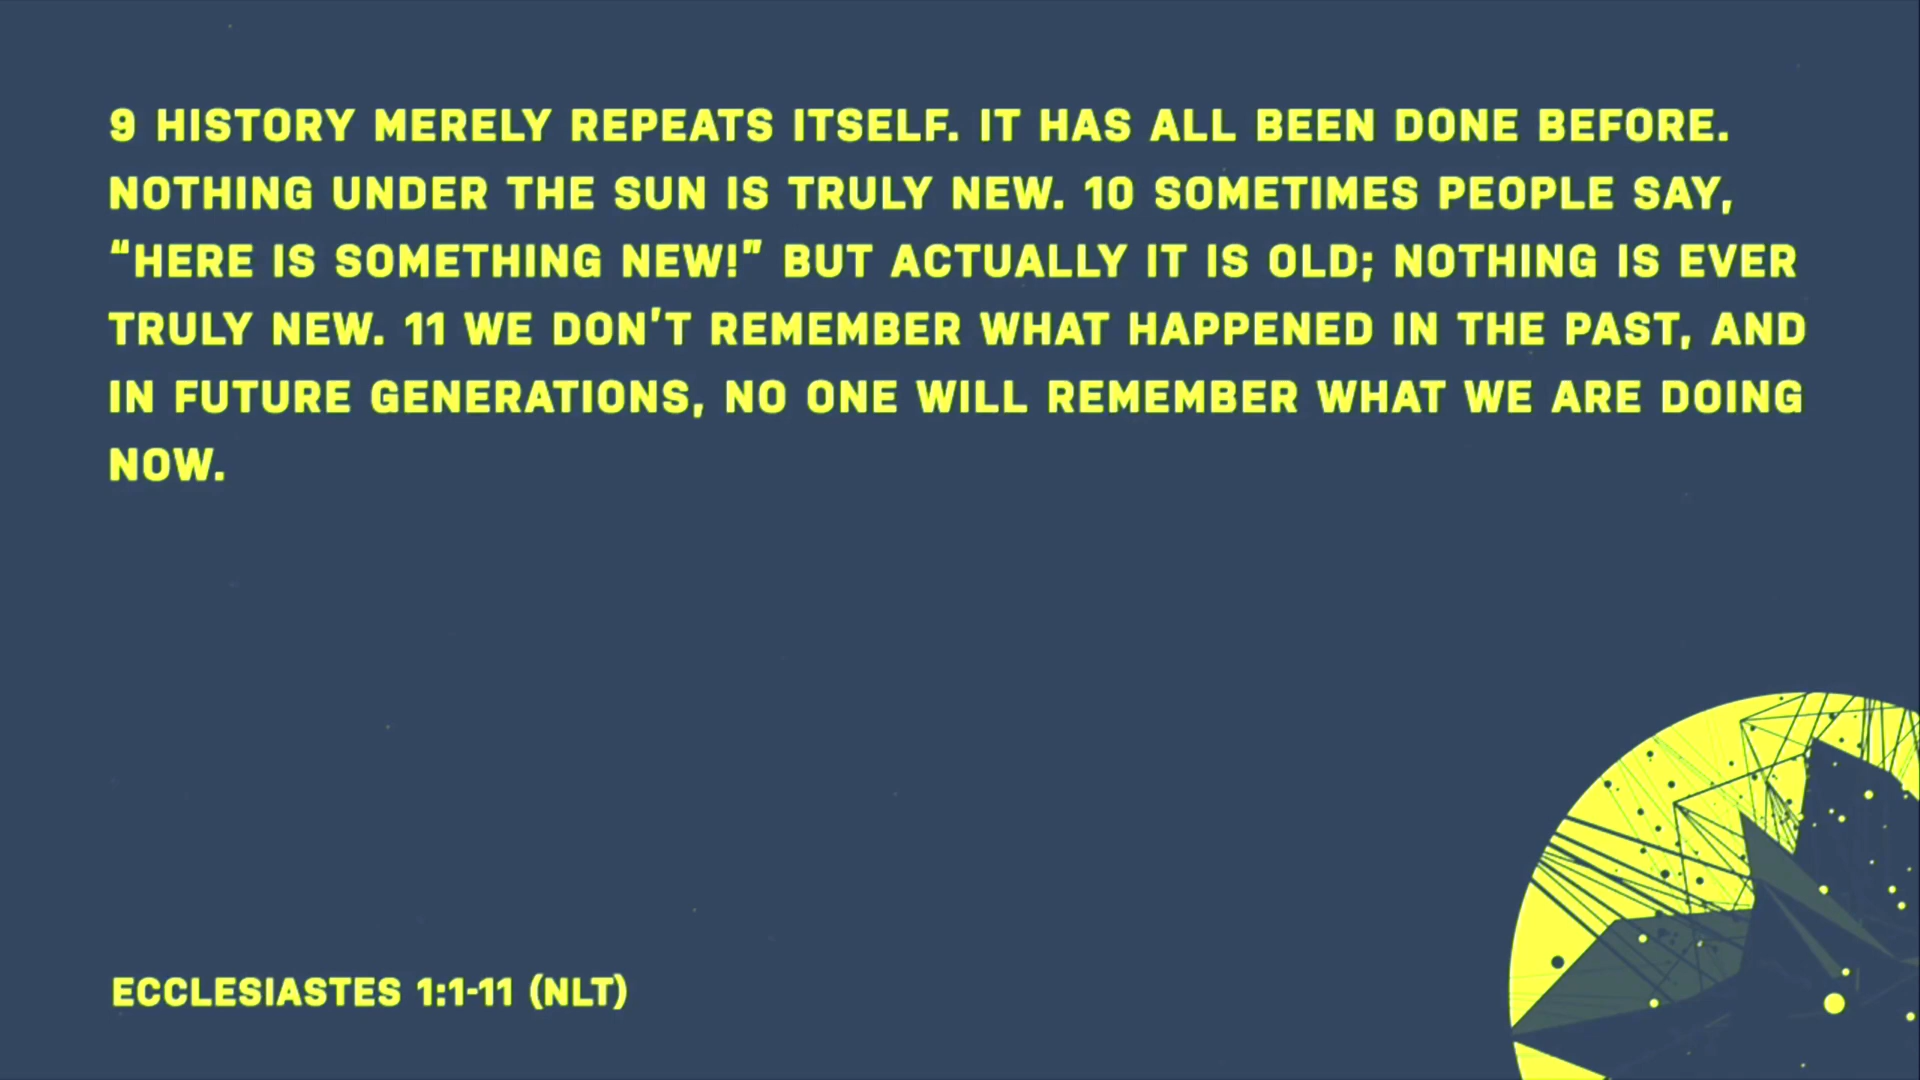 9 HISTORY MERELY REPEATS ITSELF. IT HAS ALL BEEN DONE BEFORE.
NOTHING UNDER THE SUN IS TRULY NEW. 10 SOMETIMES PEOPLE SAY,
“HERE IS SOMETHING NEW!” BUT ACTUALLY IT IS OLD; NOTHING IS EVER
TRULY NEW. 11 WE DON’T REMEMBER WHAT HAPPENED IN THE PAST, AND
IN FUTURE GENERATIONS, NO ONE WILL REMEMBER WHAT WE ARE DOING
NOW.
ECCLESIASTES 1:1-11 (NLT)